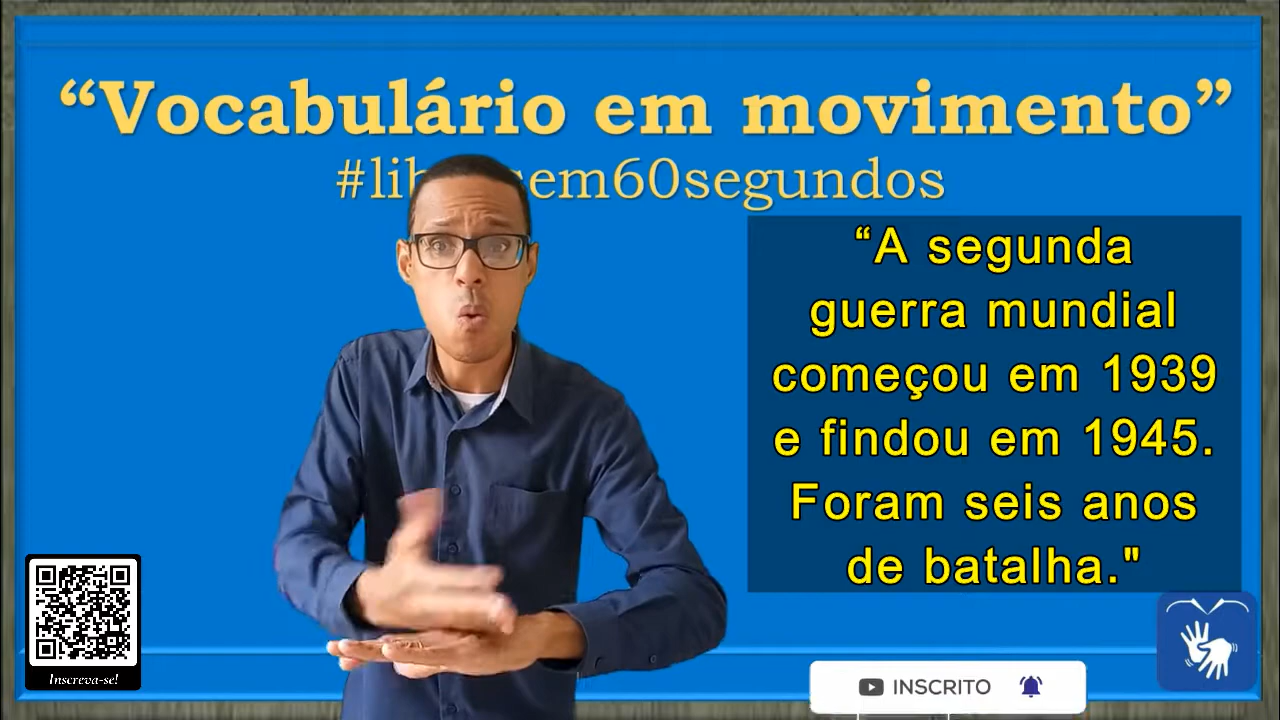 “Vocabulário em movimento”
#lib sem60segundos
“A segunda
guerra mundial
começou em 1939
e findou em 1945.
Foram seis anos
de batalha."
Inscreva-se!
INSCRITO